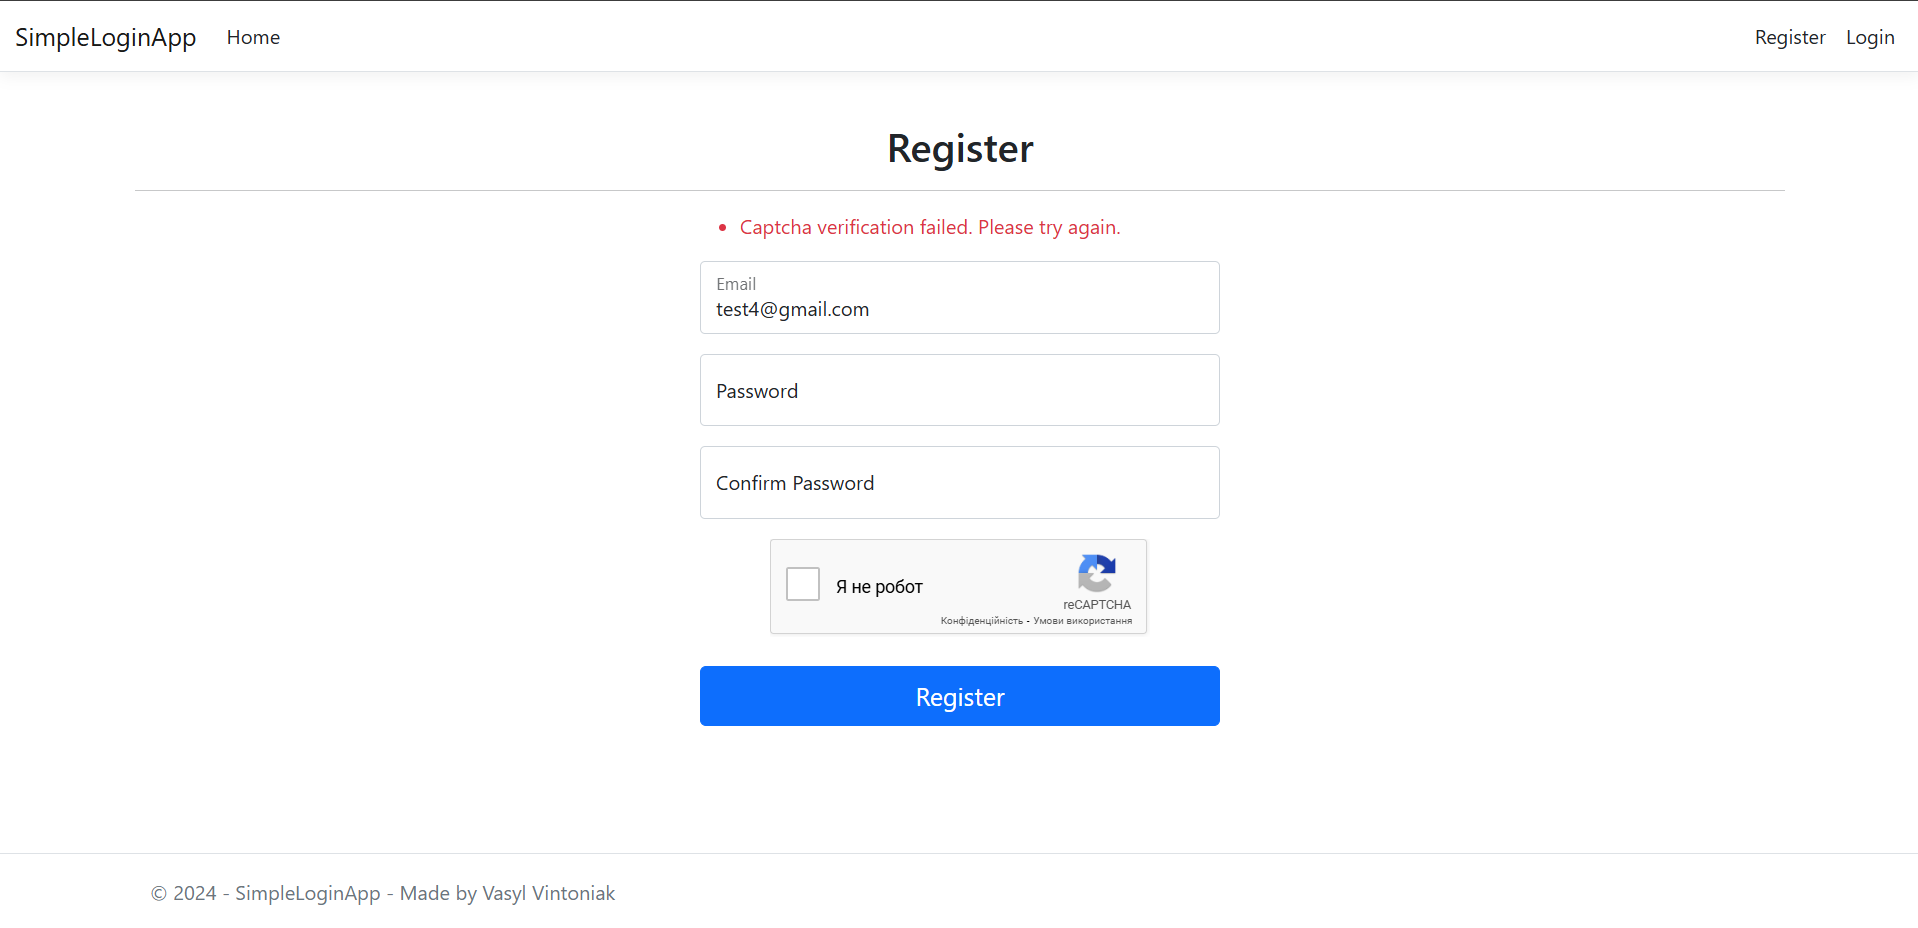 SimpleLoginApp Home Register Login
Register
Captcha verification failed. Please try again.
Email
test4@gmail.com
Password
Confirm Password
Я не робот
reCAPTCHA
Конфіденційність - Умови використання
Register
© 2024 - SimpleLoginApp - Made by Vasyl Vintoniak